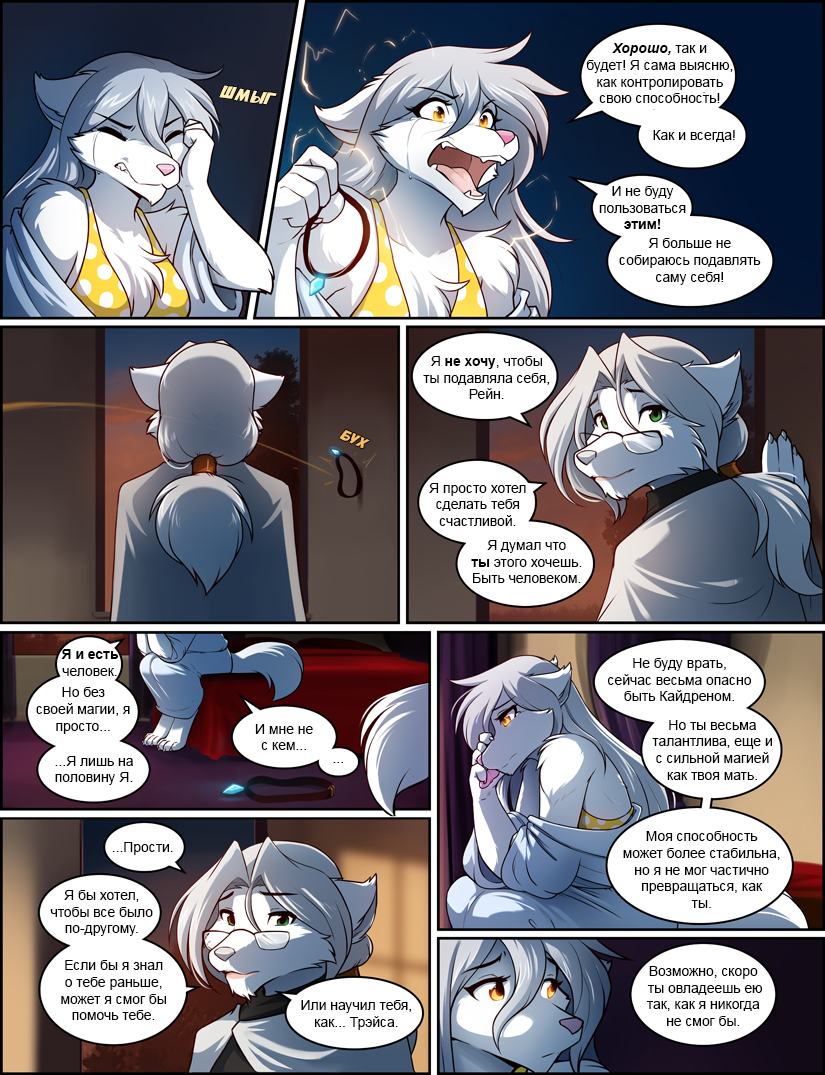 ШМЫГ
Хорошо, так и
будет! Я сама выясню,
как контролировать
свою способность!
Как и всегда!
И не буду
пользоваться
этим!
Я больше не
собираюсь подавлять
саму себя!
БУХ
Я не хочу, чтобы
ты подавляла себя,
Рейн.
Я просто хотел
сделать тебя
счастливой.
Я думал что
ты этого хочешь.
Быть человеком.
Я и есть
человек.
Но без
своей магии, я
просто...
...Я лишь на
половину Я.
И мне не
с кем...
...
Не буду врать,
сейчас весьма опасно
быть Кайдреном.
Но ты весьма
талантлива, еще и
с сильной магией
как твоя мать.
Моя способность
может более стабильна,
но я не мог частично
превращаться, как
ты.
...Прости.
Я бы хотел,
чтобы все было
по-другому.
Если бы я знал
о тебе раньше,
может я смог бы
помочь тебе.
Или научил тебя,
как... Трэйса.
Возможно, скоро
ты овладеешь ею
так, как я никогда
не смог бы.